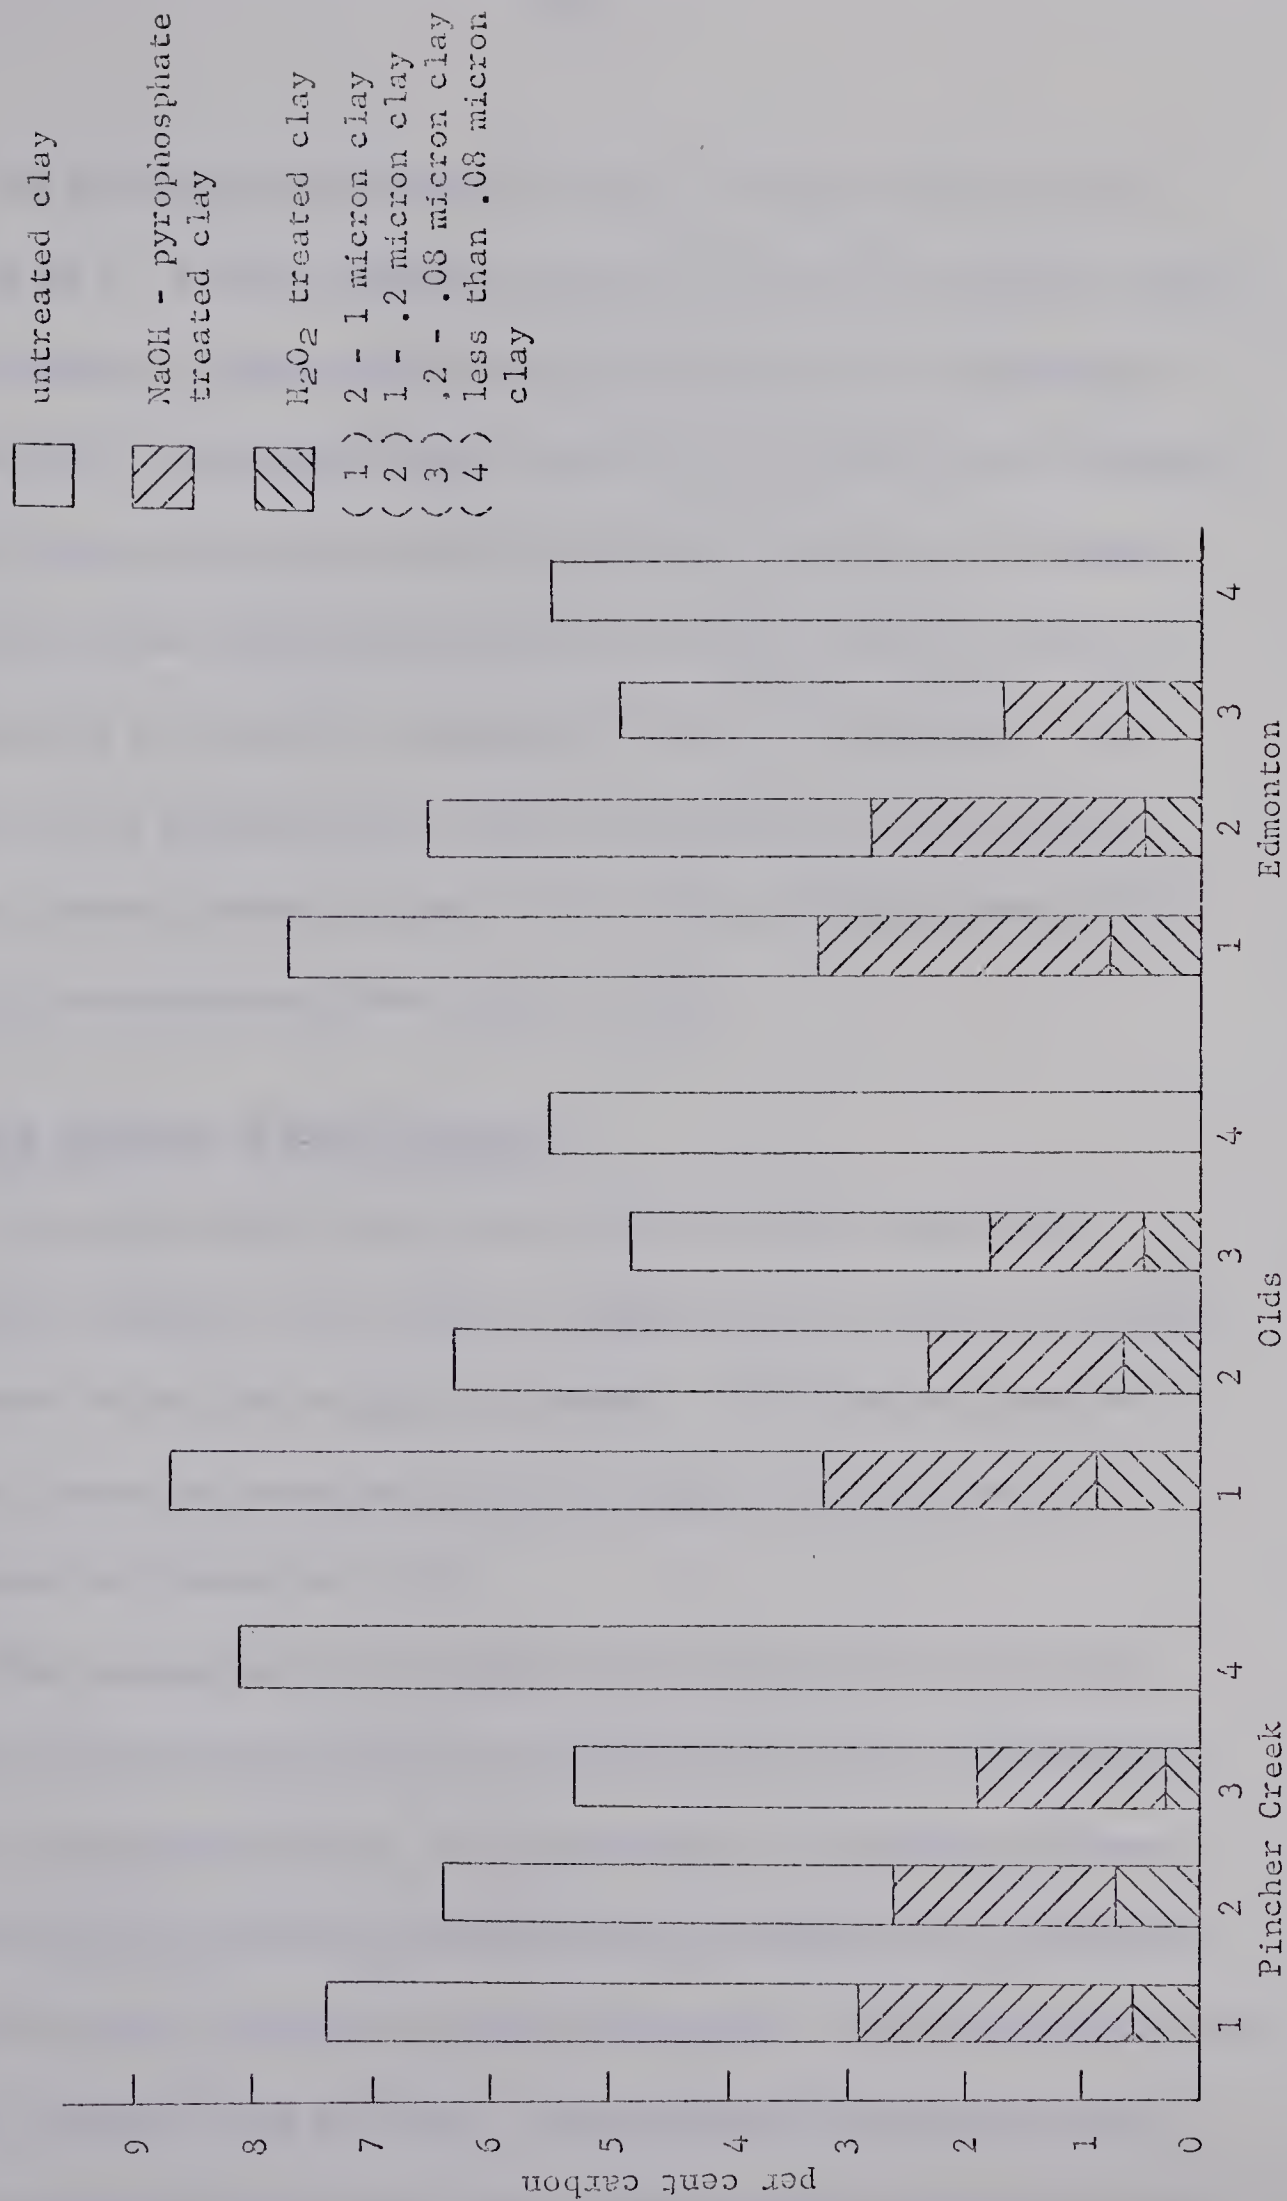 untreated clay
NaOH - pyrophosphate
treated clay
H₂O₂ treated clay
( 1 ) 2 - 1 micron clay
( 2 ) 1 - .2 micron clay
( 3 ) .2 - .08 micron clay
( 4 ) less than .08 micron
clay
per cent carbon
9
8
7
6
5
4
3
2
1
0
1 2 3 4 1 2 3 4 1 2 3 4
Pincher Creek Olds Edmonton